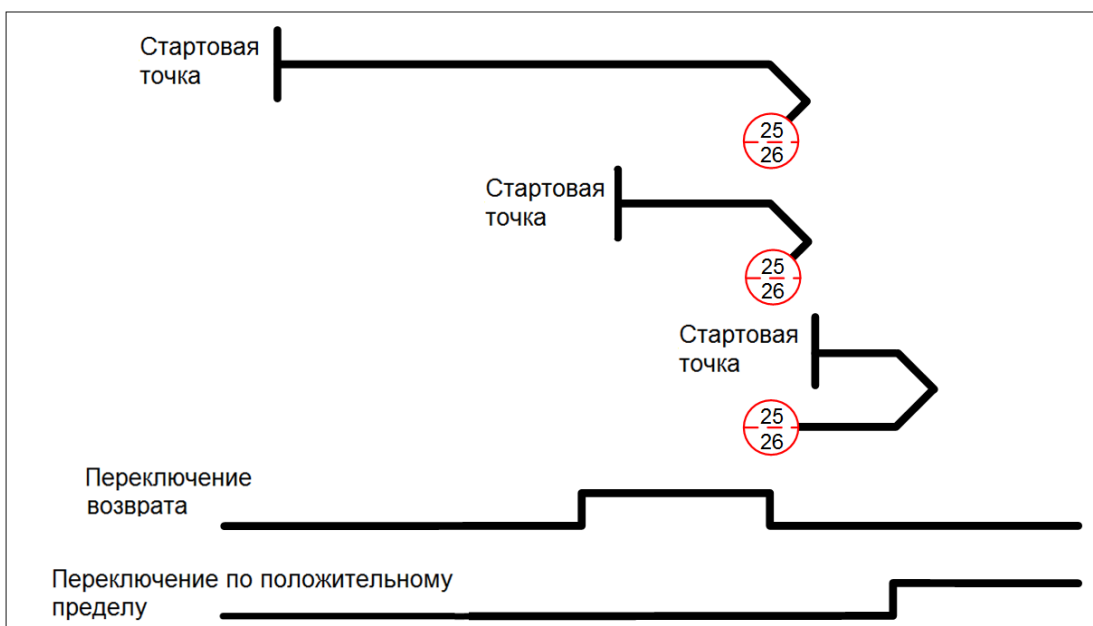 Стартовая
точка
25
26
Стартовая
точка
25
26
Стартовая
точка
25
26
Переключение
возврата
Переключение по положительному
пределу